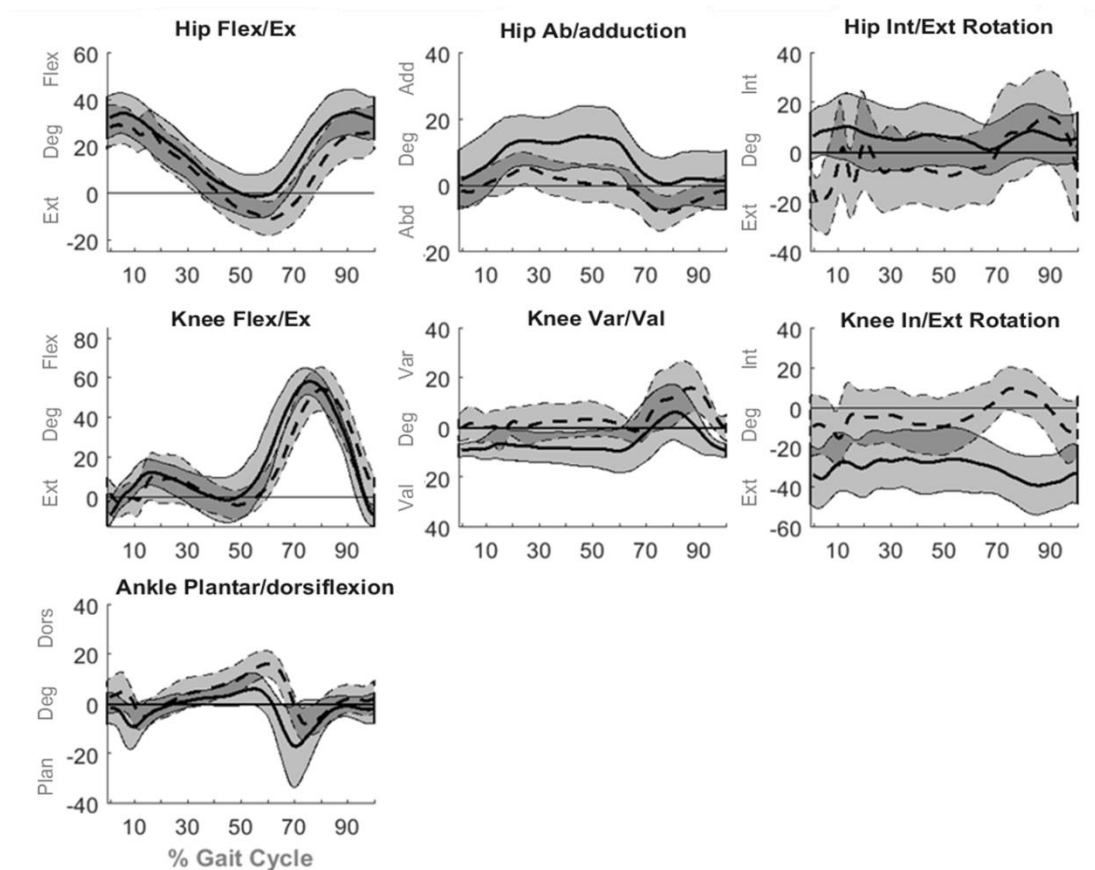 Hip Flex/Ex
Hip Ab/adduction
Hip Int/Ext Rotation
60
40
20
0
-20
Flex
Deg
Ext
10 30 50 70 90
40
20
0
20
Add
Deg
Abd
10 30 50 70 90
40
20
0
-20
-40
Int
Deg
Ext
10 30 50 70 90
Knee Flex/Ex
Knee Var/Val
Knee In/Ext Rotation
80
60
40
20
0
Flex
Deg
Ext
10 30 50 70 90
40
20
0
20
40
Var
Deg
Val
10 30 50 70 90
40
20
0
-20
-40
-60
Int
Deg
Ext
10 30 50 70 90
Ankle Plantar/dorsiflexion
40
20
0
-20
-40
Dors
Deg
Plan
10 30 50 70 90
% Gait Cycle